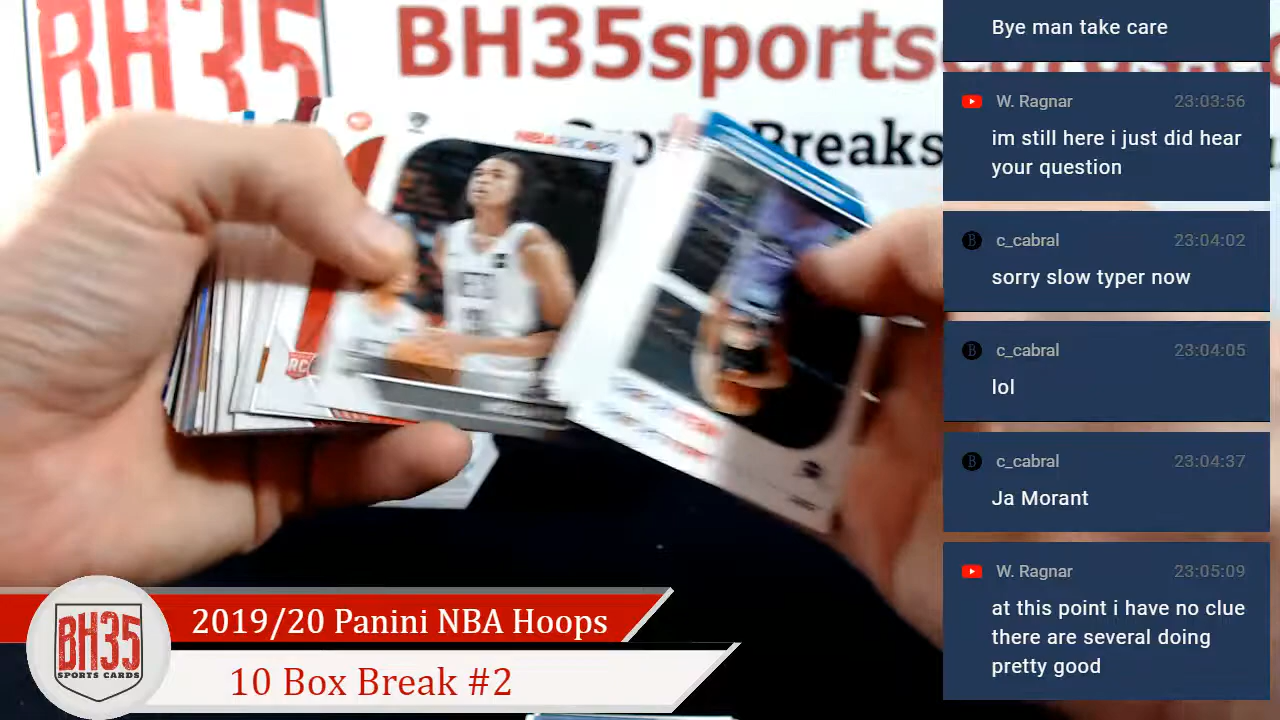 BH35
BH35sportscards.co
Breaks
NBA HOOPS
RC
2019/20 Panini NBA Hoops
10 Box Break #2
BH35
SPORTS CARDS
Bye man take care
W. Ragnar 23:03:56
im still here i just did hear
your question
c_cabral 23:04:02
sorry slow typer now
c_cabral 23:04:05
lol
c_cabral 23:04:37
Ja Morant
W. Ragnar 23:05:09
at this point i have no clue
there are several doing
pretty good